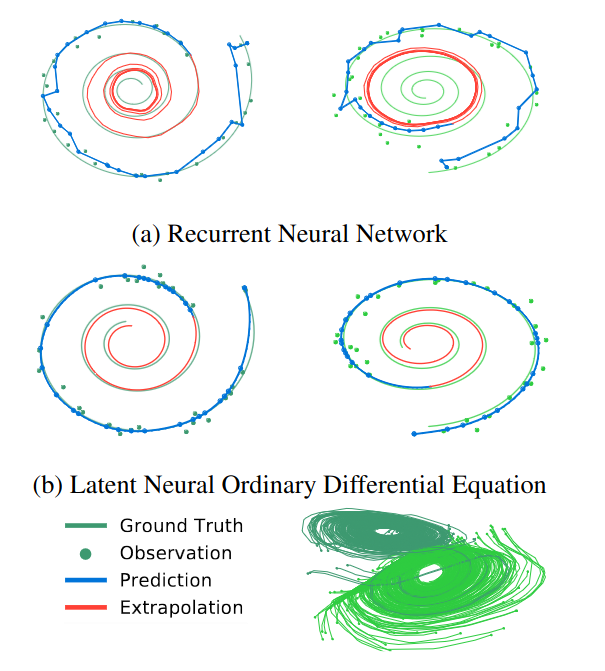 (a) Recurrent Neural Network
(b) Latent Neural Ordinary Differential Equation
Ground Truth
Observation
Prediction
Extrapolation